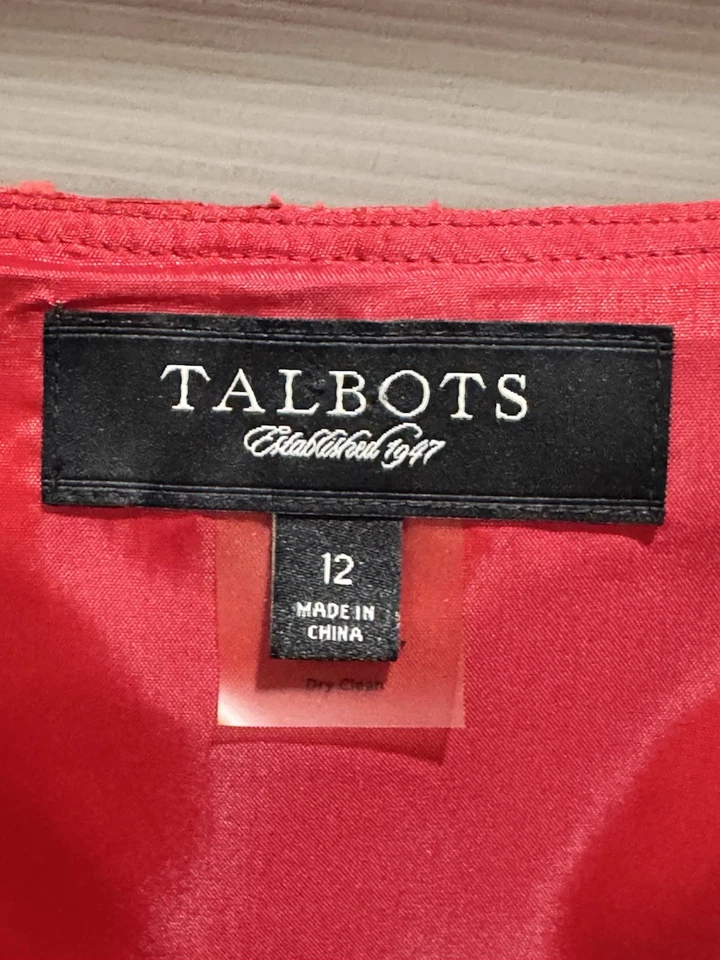 TALBOTS
Established 1947
12
MADE IN
CHINA
Dry Clean